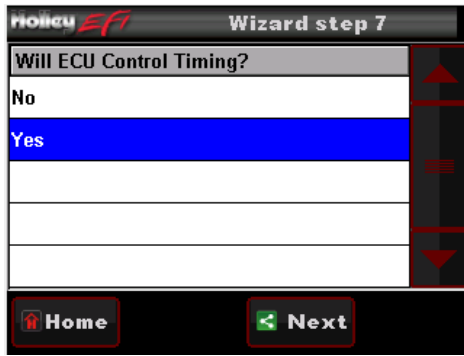 Holley EFI Wizard step 7
Will ECU Control Timing?
No
Yes
Home Next